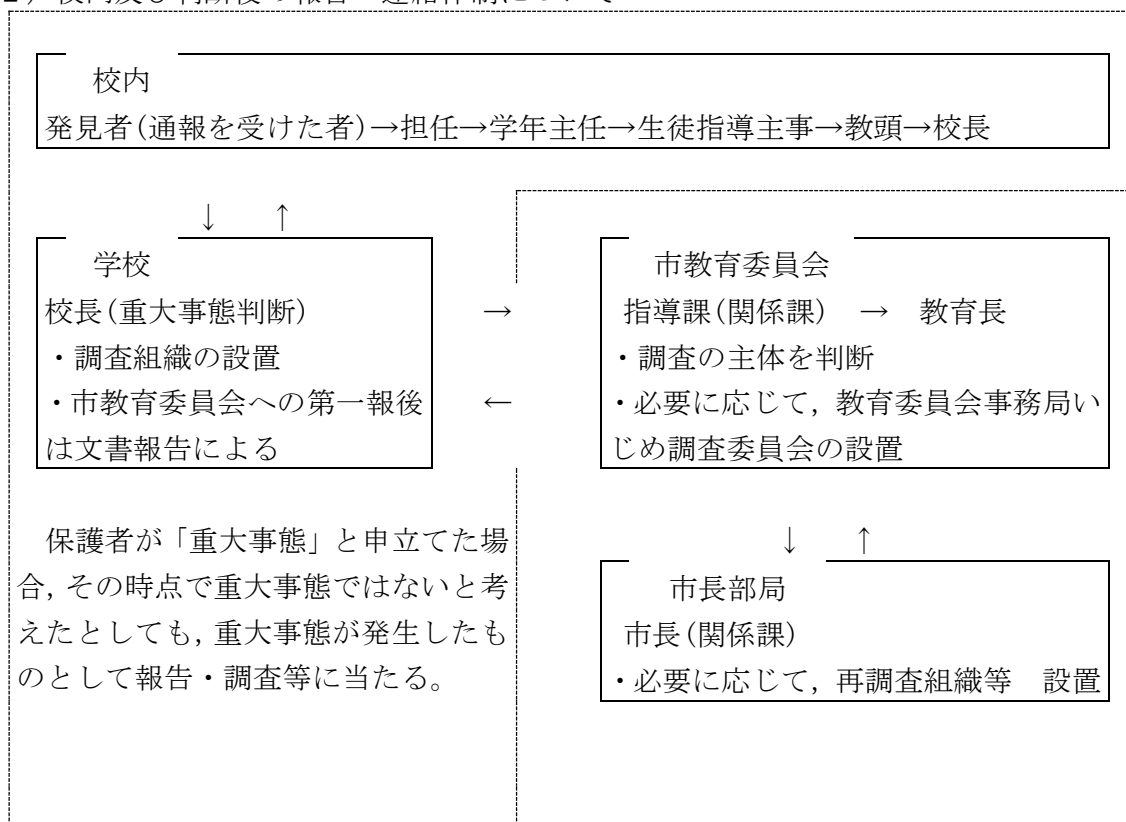 校内
発見者(通報を受けた者)→担任→学年主任→生徒指導主事→教頭→校長
↓ ↑
学校
校長(重大事態判断)
・調査組織の設置
・市教育委員会への第一報後
は文書報告による
→
←
市教育委員会
指導課(関係課) → 教育長
・調査の主体を判断
・必要に応じて,教育委員会事務局い
じめ調査委員会の設置
保護者が「重大事態」と申立てた場
合,その時点で重大事態ではないと考
えたとしても,重大事態が発生したも
のとして報告・調査等に当たる。
↓ ↑
市長部局
市長(関係課)
・必要に応じて,再調査組織等 設置